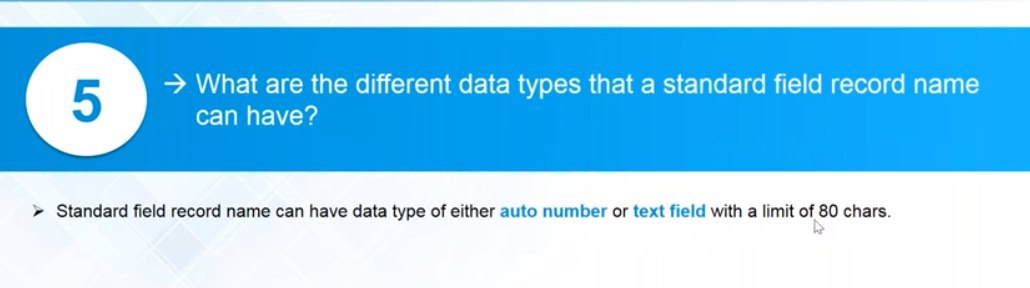 5
→ What are the different data types that a standard field record name
can have?
➤ Standard field record name can have data type of either auto number or text field with a limit of 80 chars.